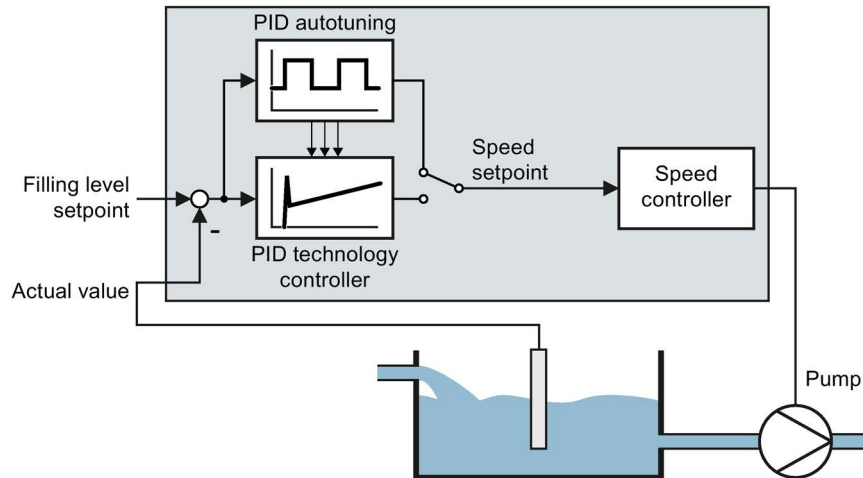 PID autotuning
Filling level
setpoint
Speed
setpoint
Speed
controller
-
PID technology
controller
Actual value
Pump